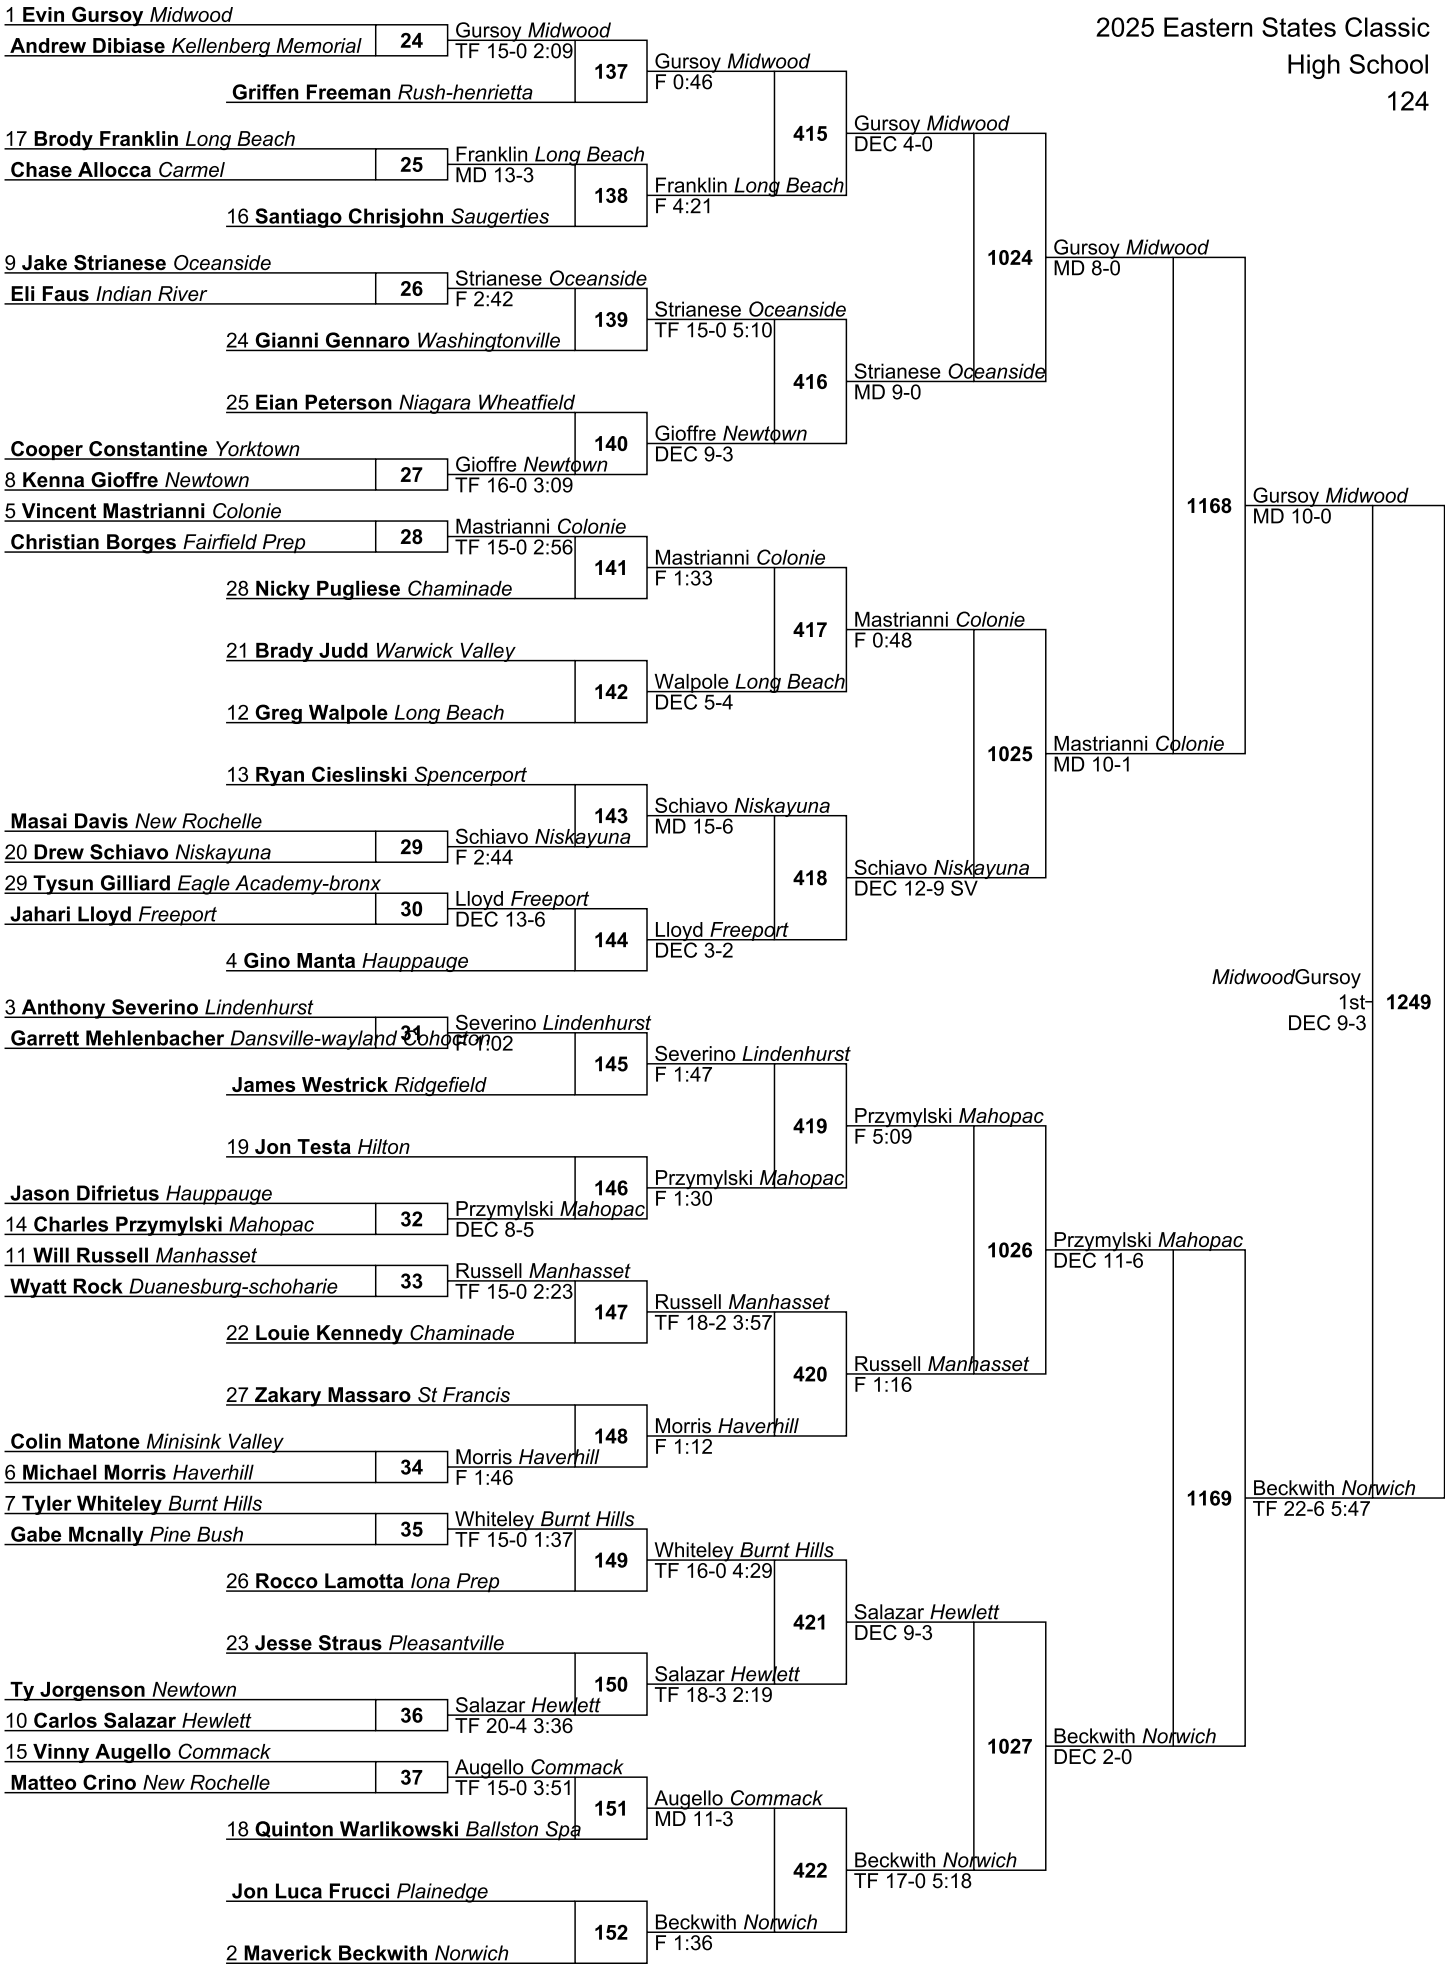 2025 Eastern States Classic
High School
124
1 Evin Gursoy Midwood
Andrew Dibiase Kellenberg Memorial
24
Gursoy Midwood
TF 15-0 2:09
Griffen Freeman Rush-henrietta
137
Gursoy Midwood
F 0:46
17 Brody Franklin Long Beach
Chase Allocca Carmel
25
Franklin Long Beach
MD 13-3
16 Santiago Chrisjohn Saugerties
138
Franklin Long Beach
F 4:21
415
Gursoy Midwood
DEC 4-0
9 Jake Strianese Oceanside
Eli Faus Indian River
26
Strianese Oceanside
F 2:42
24 Gianni Gennaro Washingtonville
139
Strianese Oceanside
TF 15-0 5:10
25 Eian Peterson Niagara Wheatfield
Cooper Constantine Yorktown
8 Kenna Gioffre Newtown
27
Gioffre Newtown
TF 16-0 3:09
140
Gioffre Newtown
DEC 9-3
416
Strianese Oceanside
MD 9-0
1024
Gursoy Midwood
MD 8-0
5 Vincent Mastrianni Colonie
Christian Borges Fairfield Prep
28
Mastrianni Colonie
TF 15-0 2:56
28 Nicky Pugliese Chaminade
141
Mastrianni Colonie
F 1:33
21 Brady Judd Warwick Valley
12 Greg Walpole Long Beach
142
Walpole Long Beach
DEC 5-4
417
Mastrianni Colonie
F 0:48
13 Ryan Cieslinski Spencerport
Masai Davis New Rochelle
20 Drew Schiavo Niskayuna
29
Schiavo Niskayuna
F 2:44
143
Schiavo Niskayuna
MD 15-6
29 Tysun Gilliard Eagle Academy-bronx
Jahari Lloyd Freeport
30
Lloyd Freeport
DEC 13-6
4 Gino Manta Hauppauge
144
Lloyd Freeport
DEC 3-2
418
Schiavo Niskayuna
DEC 12-9 SV
1025
Mastrianni Colonie
MD 10-1
1168
Gursoy Midwood
MD 10-0
3 Anthony Severino Lindenhurst
Garrett Mehlenbacher Dansville-wayland Cohocton
31
Severino Lindenhurst
F 1:02
James Westrick Ridgefield
145
Severino Lindenhurst
F 1:47
19 Jon Testa Hilton
Jason Difrietus Hauppauge
14 Charles Przymylski Mahopac
32
Przymylski Mahopac
DEC 8-5
146
Przymylski Mahopac
F 1:30
419
Przymylski Mahopac
F 5:09
11 Will Russell Manhasset
Wyatt Rock Duanesburg-schoharie
33
Russell Manhasset
TF 15-0 2:23
22 Louie Kennedy Chaminade
147
Russell Manhasset
TF 18-2 3:57
27 Zakary Massaro St Francis
Colin Matone Minisink Valley
6 Michael Morris Haverhill
34
Morris Haverhill
F 1:46
148
Morris Haverhill
F 1:12
420
Russell Manhasset
F 1:16
1026
Przymylski Mahopac
DEC 11-6
7 Tyler Whiteley Burnt Hills
Gabe Mcnally Pine Bush
35
Whiteley Burnt Hills
TF 15-0 1:37
26 Rocco Lamotta Iona Prep
149
Whiteley Burnt Hills
TF 16-0 4:29
23 Jesse Straus Pleasantville
Ty Jorgenson Newtown
10 Carlos Salazar Hewlett
36
Salazar Hewlett
TF 20-4 3:36
150
Salazar Hewlett
TF 18-3 2:19
421
Salazar Hewlett
DEC 9-3
15 Vinny Augello Commack
Matteo Crino New Rochelle
37
Augello Commack
TF 15-0 3:51
18 Quinton Warlikowski Ballston Spa
151
Augello Commack
MD 11-3
Jon Luca Frucci Plainedge
2 Maverick Beckwith Norwich
152
Beckwith Norwich
F 1:36
422
Beckwith Norwich
TF 17-0 5:18
1027
Beckwith Norwich
DEC 2-0
1169
Beckwith Norwich
TF 22-6 5:47
MidwoodGursoy
1st
DEC 9-3
1249